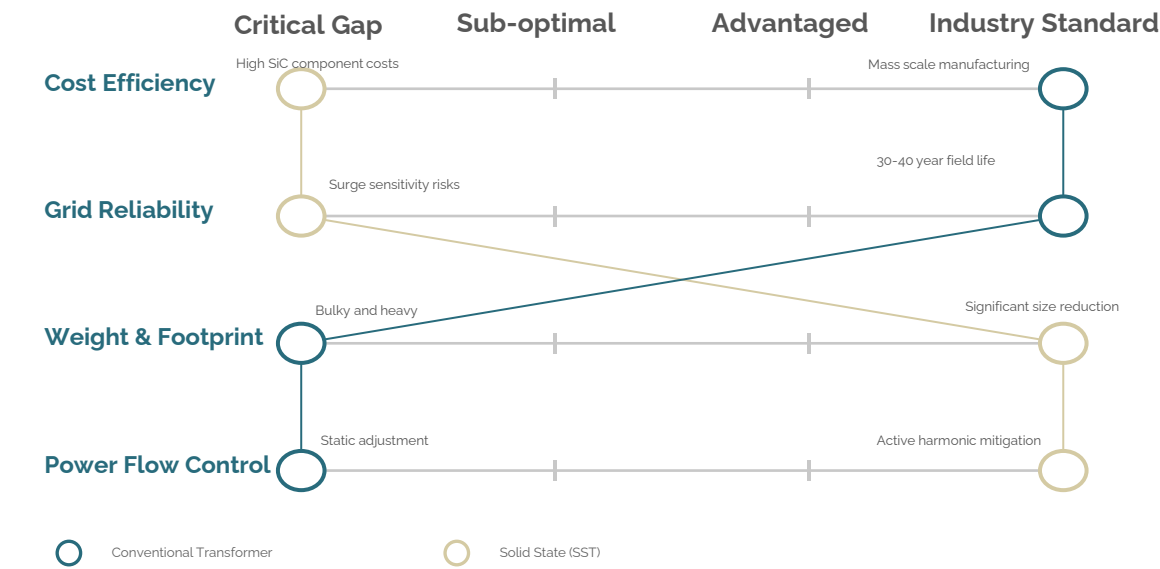 Critical Gap
Sub-optimal
Advantaged
Industry Standard
High SiC component costs
Mass scale manufacturing
Cost Efficiency
30-40 year field life
Surge sensitivity risks
Grid Reliability
Bulky and heavy
Significant size reduction
Weight & Footprint
Static adjustment
Active harmonic mitigation
Power Flow Control
Conventional Transformer
Solid State (SST)